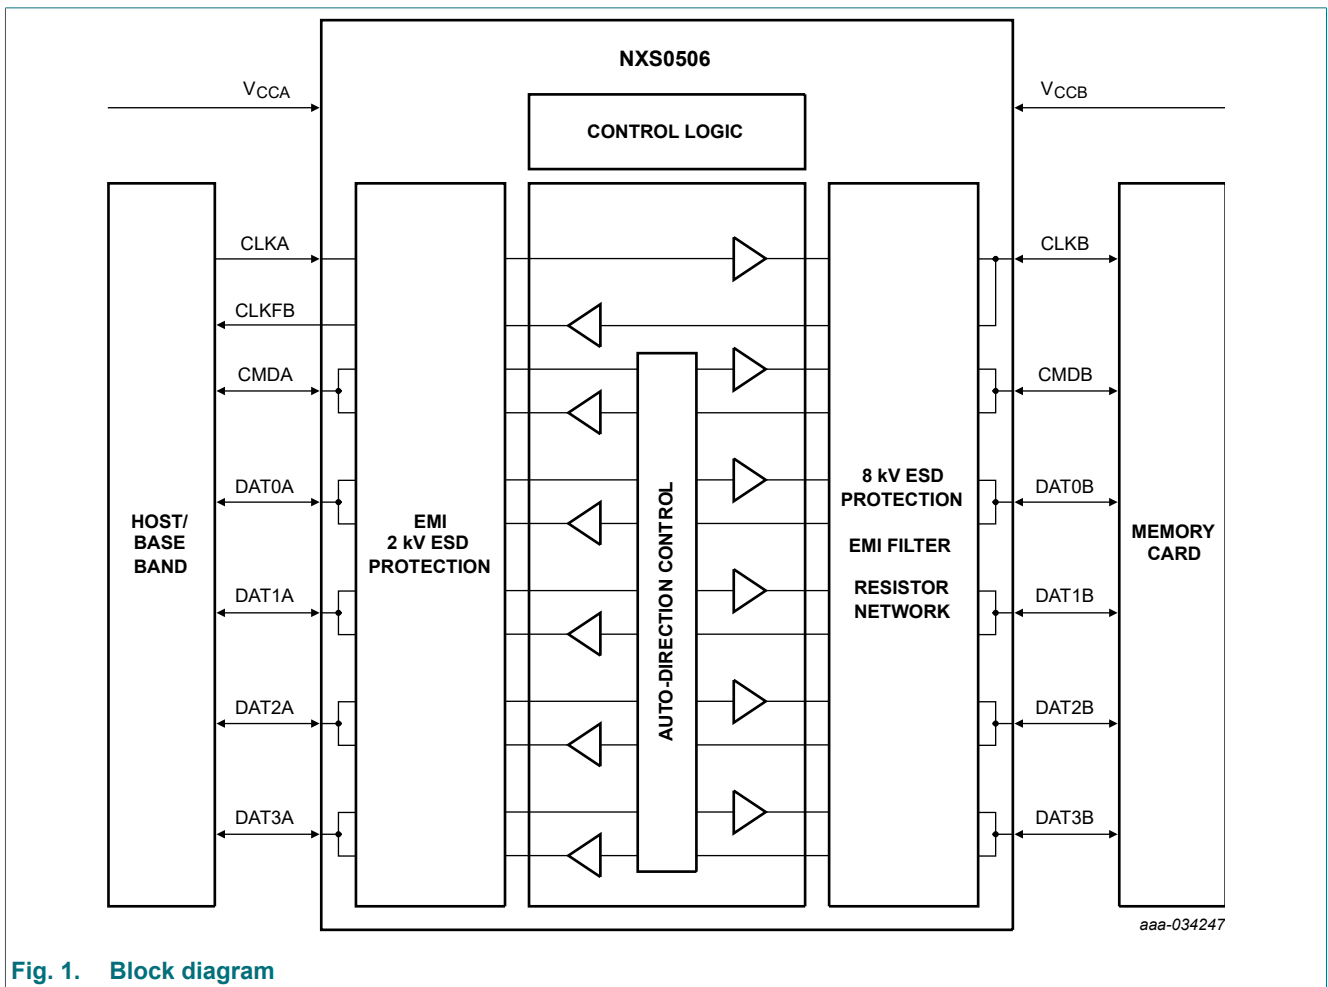 NXS0506
VCCA
VCCB
CONTROL LOGIC
CLKA
CLKB
CLKFB
CMDA
CMDB
DAT0A
DAT0B
DAT1A
DAT1B
DAT2A
DAT2B
DAT3A
DAT3B
HOST/
BASE
BAND
EMI
2 kV ESD
PROTECTION
AUTO-DIRECTION CONTROL
8 kV ESD
PROTECTION
EMI FILTER
RESISTOR
NETWORK
MEMORY
CARD
aaa-034247
Fig. 1. Block diagram